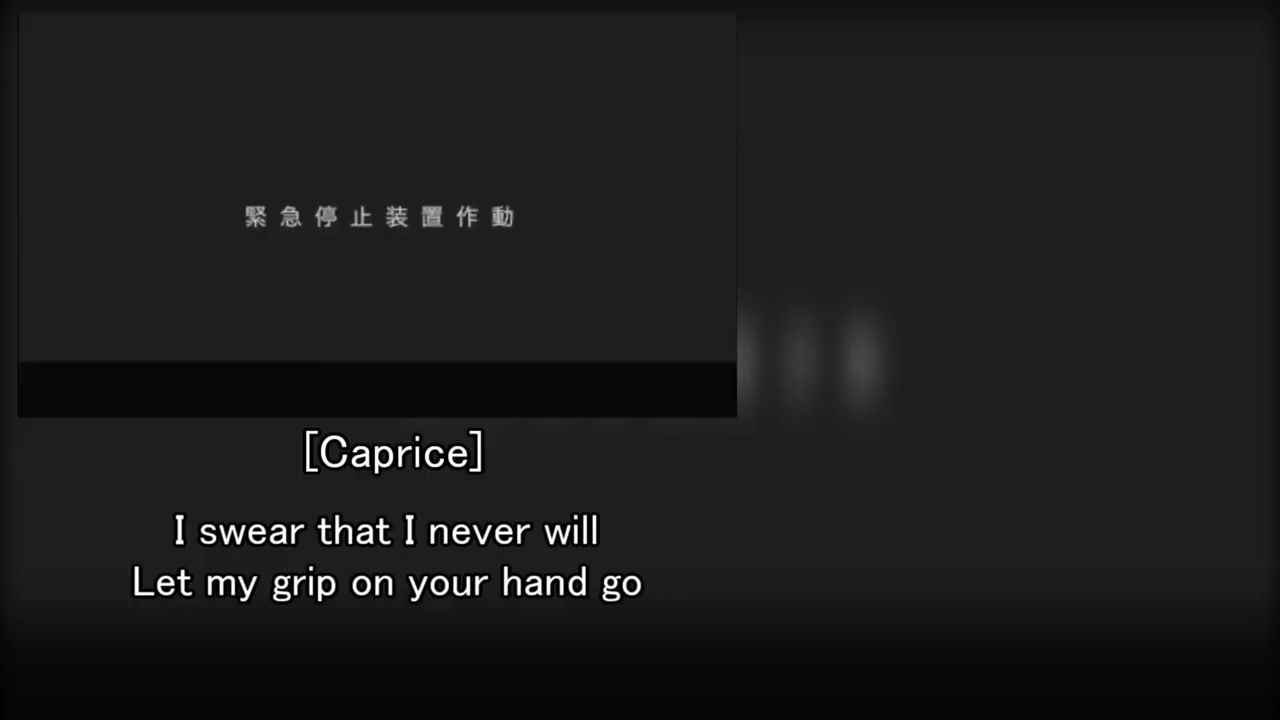 緊急停止装置作動
[Caprice]
I swear that I never will
Let my grip on your hand go